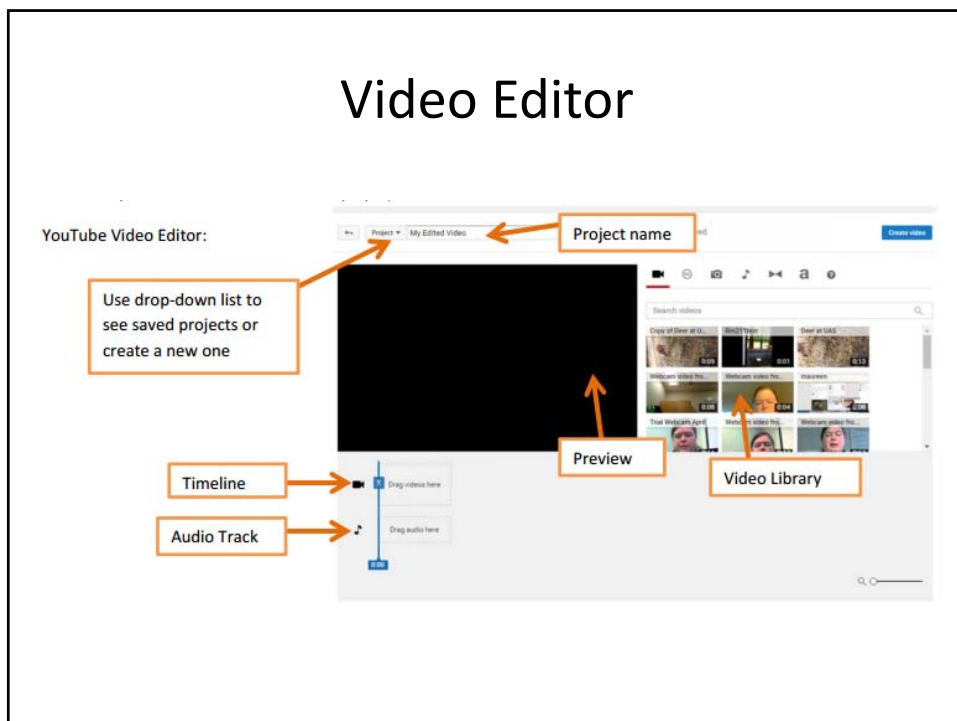 Video Editor
YouTube Video Editor:
Project
My Edited Video
Project name
Create video
Use drop-down list to
see saved projects or
create a new one
Search videos
Copy of Deer at U...
Deer at UAS
0:09
0:01
0:13
Webcam video fro...
Webcam video fro...
maureen
0:08
0:04
0:06
Trial Webcam April
Webcam video fro...
Webcam video fro...
Preview
Video Library
Timeline
Drag videos here
Audio Track
Drag audio here
0:00